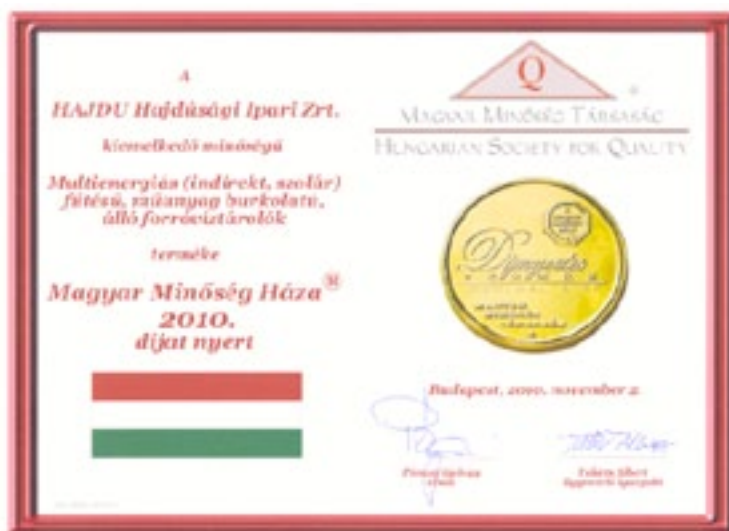 A
HAJDU Hajdúsági Ipari Zrt.
kiemelkedő minőségű
Multienergiás (indirekt, szolár)
fűtésű, műanyag burkolatú,
álló forróvíztárolók
terméke
Magyar Minőség Háza
2010.
díjat nyert
Q
MAGYAR MINŐSÉG TÁRSASÁG
HUNGARIAN SOCIETY FOR QUALITY
Budapest, 2010. november 2.